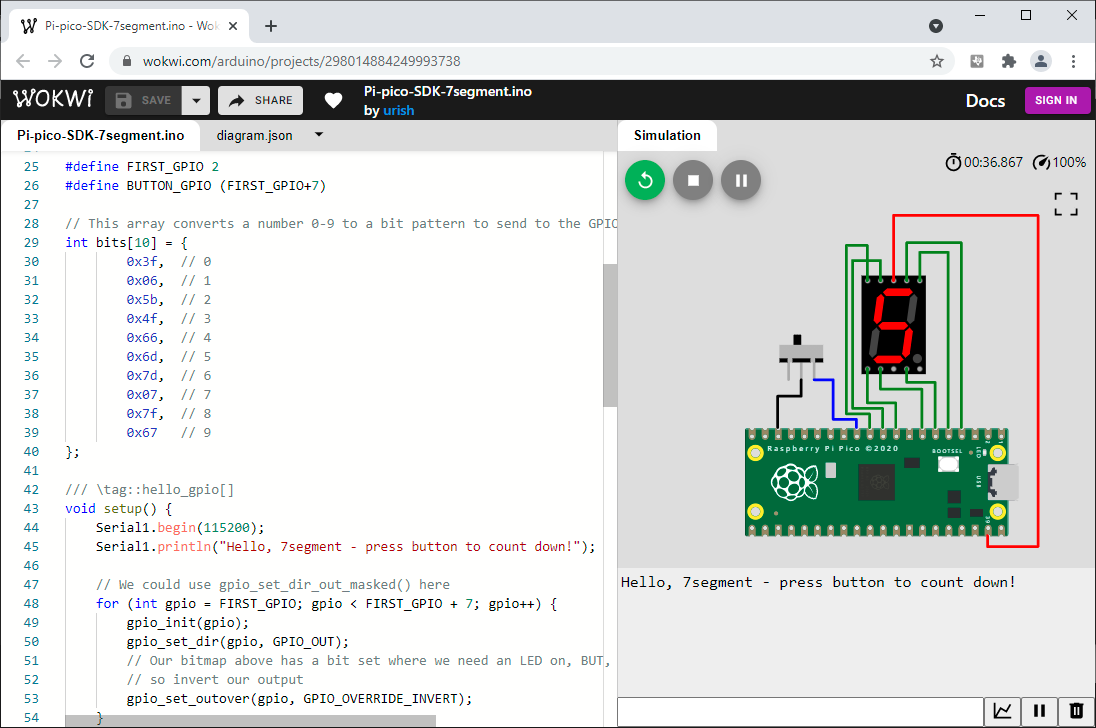 Pi-pico-SDK-7segment.ino - Wok
wokwi.com/arduino/projects/298014884249993738
WOKWi
SAVE
SHARE
Pi-pico-SDK-7segment.ino
by urish
Docs
SIGN IN
Pi-pico-SDK-7segment.ino
diagram.json
25 #define FIRST_GPIO 2
26 #define BUTTON_GPIO (FIRST_GPIO+7)
27
28 // This array converts a number 0-9 to a bit pattern to send to the GPIO
29 int bits[10] = {
30 0x3f, // 0
31 0x06, // 1
32 0x5b, // 2
33 0x4f, // 3
34 0x66, // 4
35 0x6d, // 5
36 0x7d, // 6
37 0x07, // 7
38 0x7f, // 8
39 0x67 // 9
40 };
41
42 /// \tag::hello_gpio[]
43 void setup() {
44 Serial1.begin(115200);
45 Serial1.println("Hello, 7segment - press button to count down!");
46
47 // We could use gpio_set_dir_out_masked() here
48 for (int gpio = FIRST_GPIO; gpio < FIRST_GPIO + 7; gpio++) {
49 gpio_init(gpio);
50 gpio_set_dir(gpio, GPIO_OUT);
51 // Our bitmap above has a bit set where we need an LED on, BUT,
52 // so invert our output
53 gpio_set_outover(gpio, GPIO_OVERRIDE_INVERT);
54 }
Simulation
00:36.867
100%
5
Raspberry Pi Pico ©2020
BOOTSEL
LED
USB
2
1
39
Hello, 7segment - press button to count down!